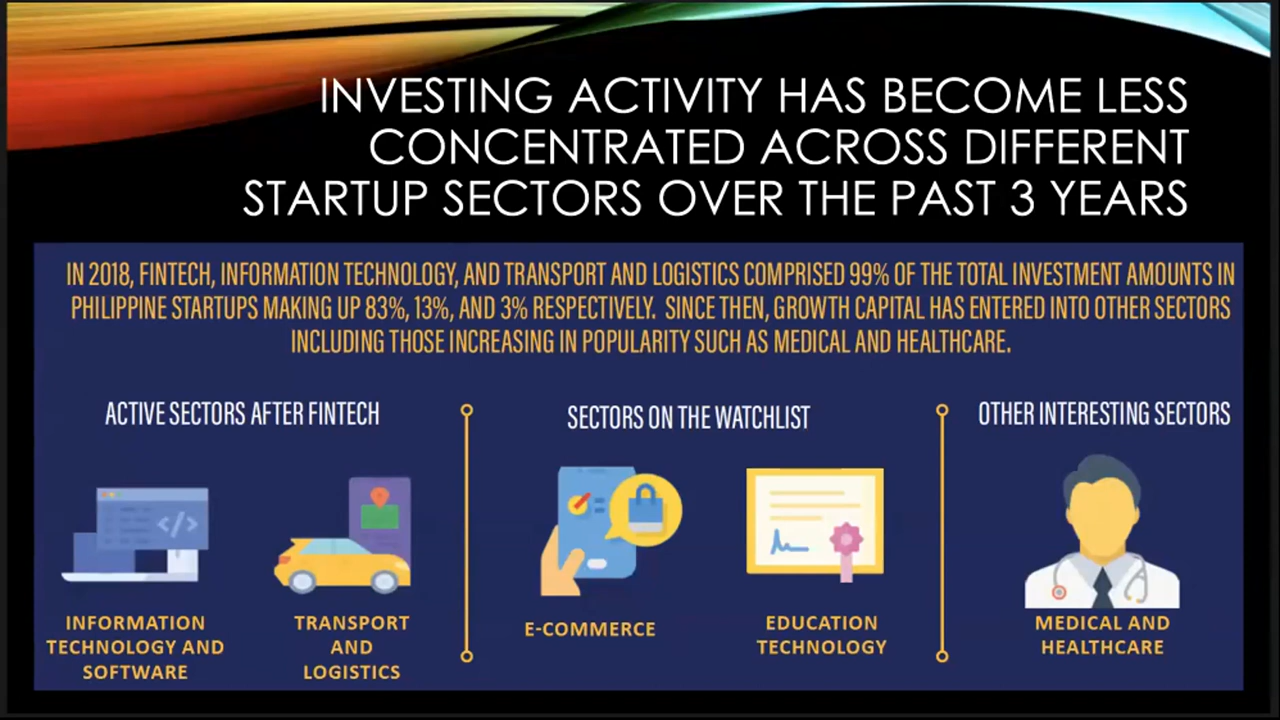 INVESTING ACTIVITY HAS BECOME LESS
CONCENTRATED ACROSS DIFFERENT
STARTUP SECTORS OVER THE PAST 3 YEARS
IN 2018, FINTECH, INFORMATION TECHNOLOGY, AND TRANSPORT AND LOGISTICS COMPRISED 99% OF THE TOTAL INVESTMENT AMOUNTS IN
PHILIPPINE STARTUPS MAKING UP 83%, 13%, AND 3% RESPECTIVELY. SINCE THEN, GROWTH CAPITAL HAS ENTERED INTO OTHER SECTORS
INCLUDING THOSE INCREASING IN POPULARITY SUCH AS MEDICAL AND HEALTHCARE.
ACTIVE SECTORS AFTER FINTECH
</>
INFORMATION
TECHNOLOGY AND
SOFTWARE
TRANSPORT
AND
LOGISTICS
SECTORS ON THE WATCHLIST
E-COMMERCE
EDUCATION
TECHNOLOGY
OTHER INTERESTING SECTORS
MEDICAL AND
HEALTHCARE